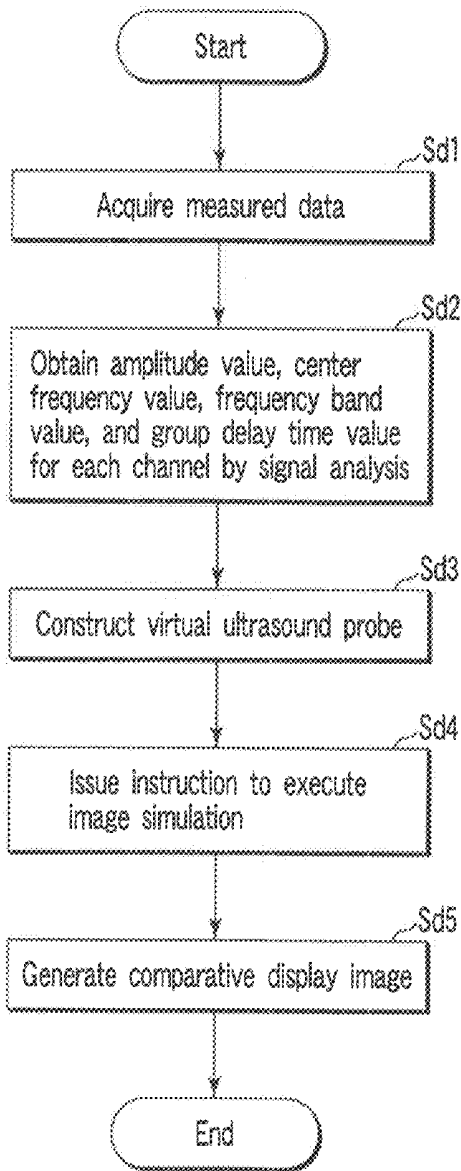 Start
Sd1
Acquire measured data
Sd2
Obtain amplitude value, center
frequency value, frequency band
value, and group delay time value
for each channel by signal analysis
Sd3
Construct virtual ultrasound probe
Sd4
Issue instruction to execute
image simulation
Sd5
Generate comparative display image
End